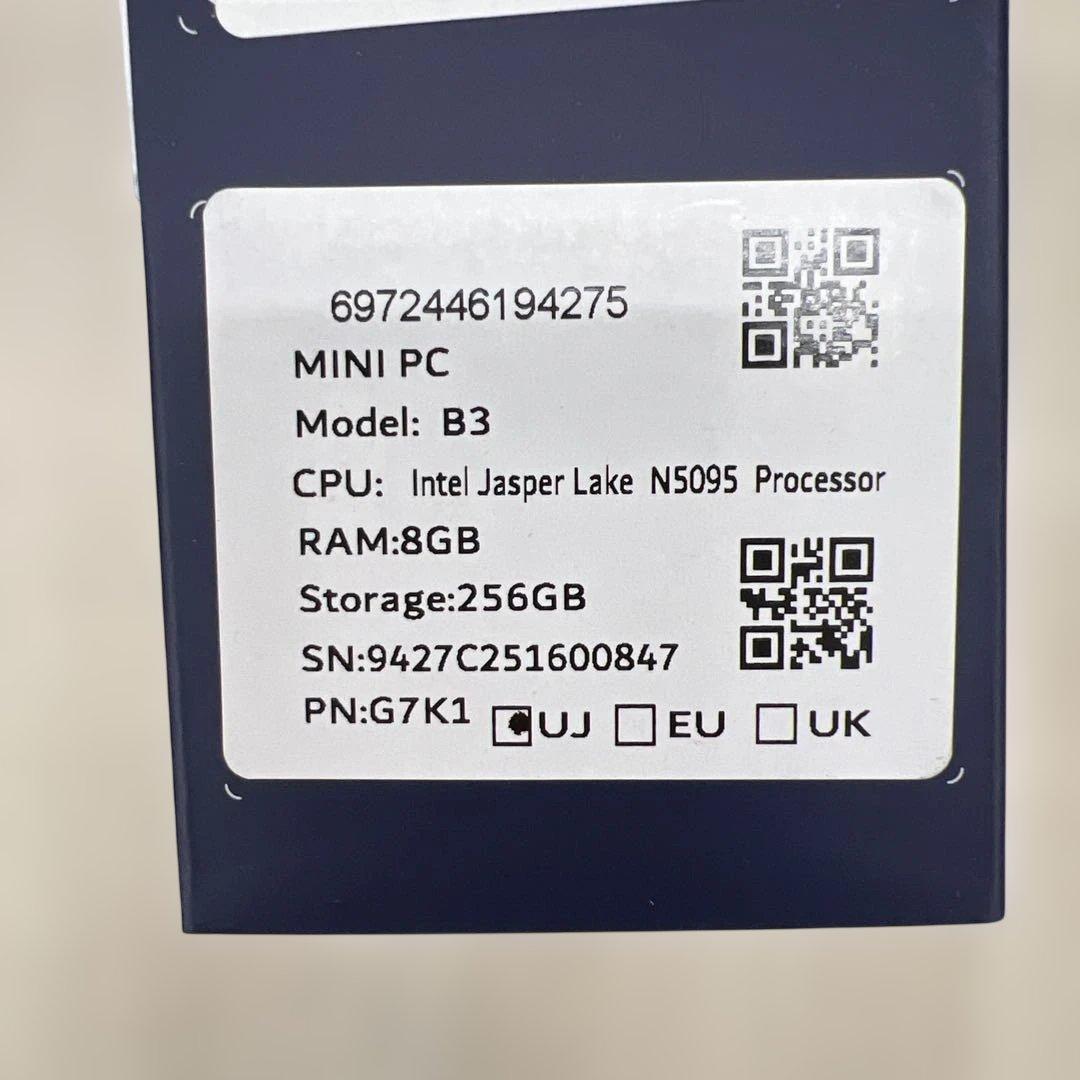 6972446194275
MINI PC
Model: B3
CPU: Intel Jasper Lake N5095 Processor
RAM:8GB
Storage:256GB
SN:9427C251600847
PN:G7K1 UJ EU UK